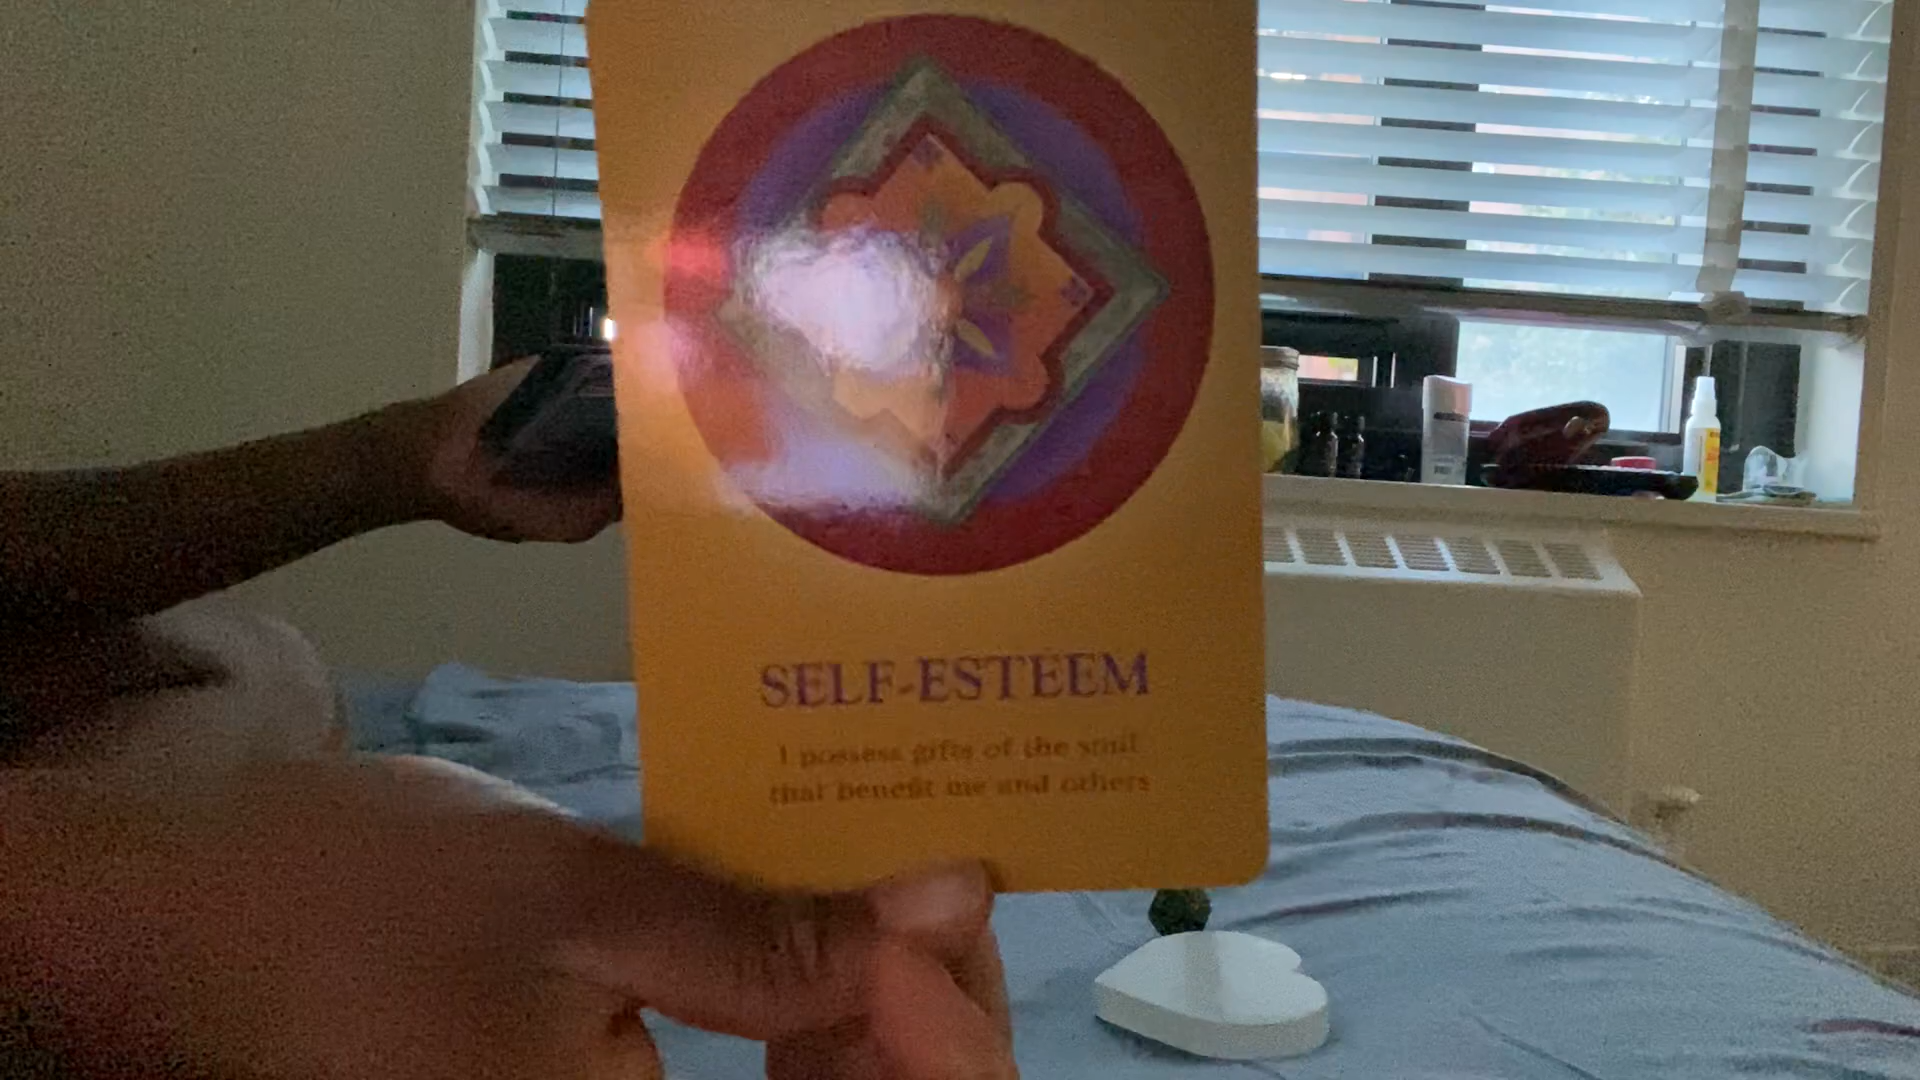 SELF-ESTEEM
I possess gifts of the soul
that benefit me and others